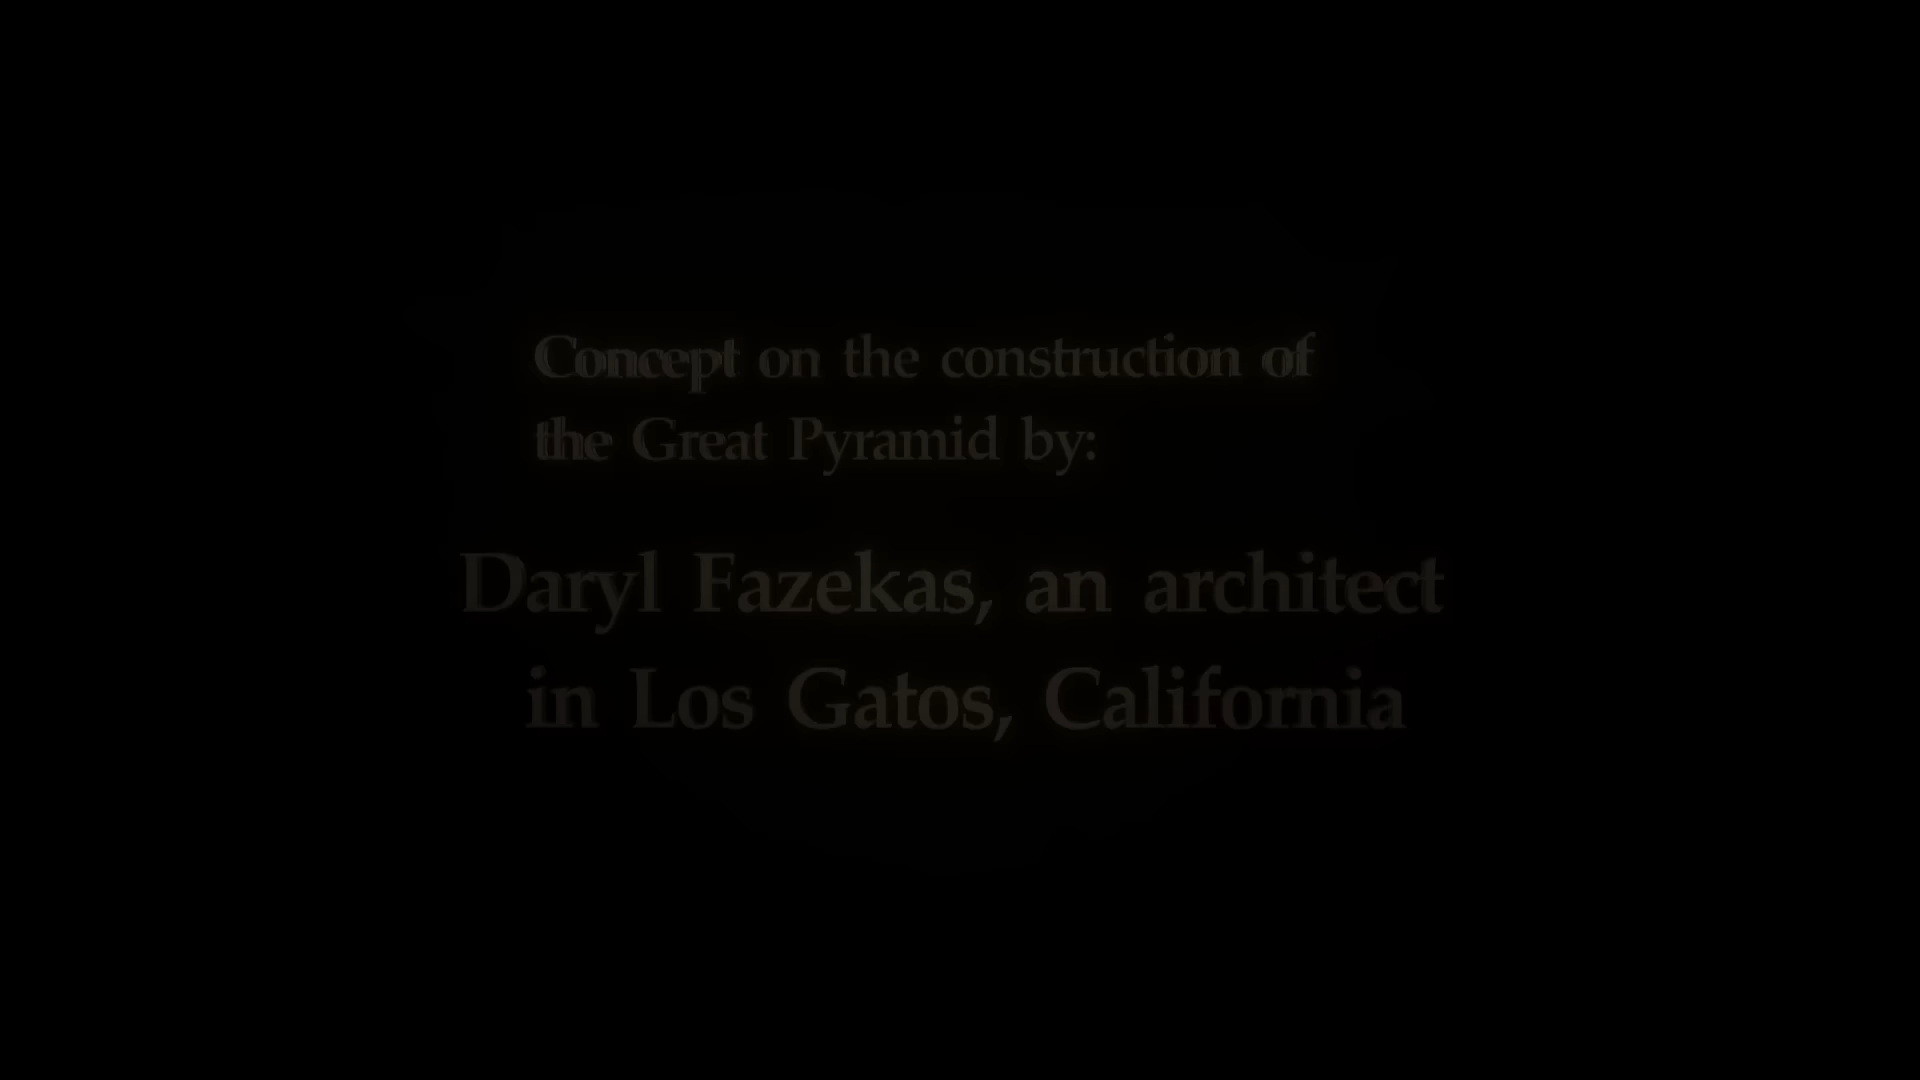 Concept on the construction of
the Great Pyramid by:
Daryl Fazekas, an architect
in Los Gatos, California